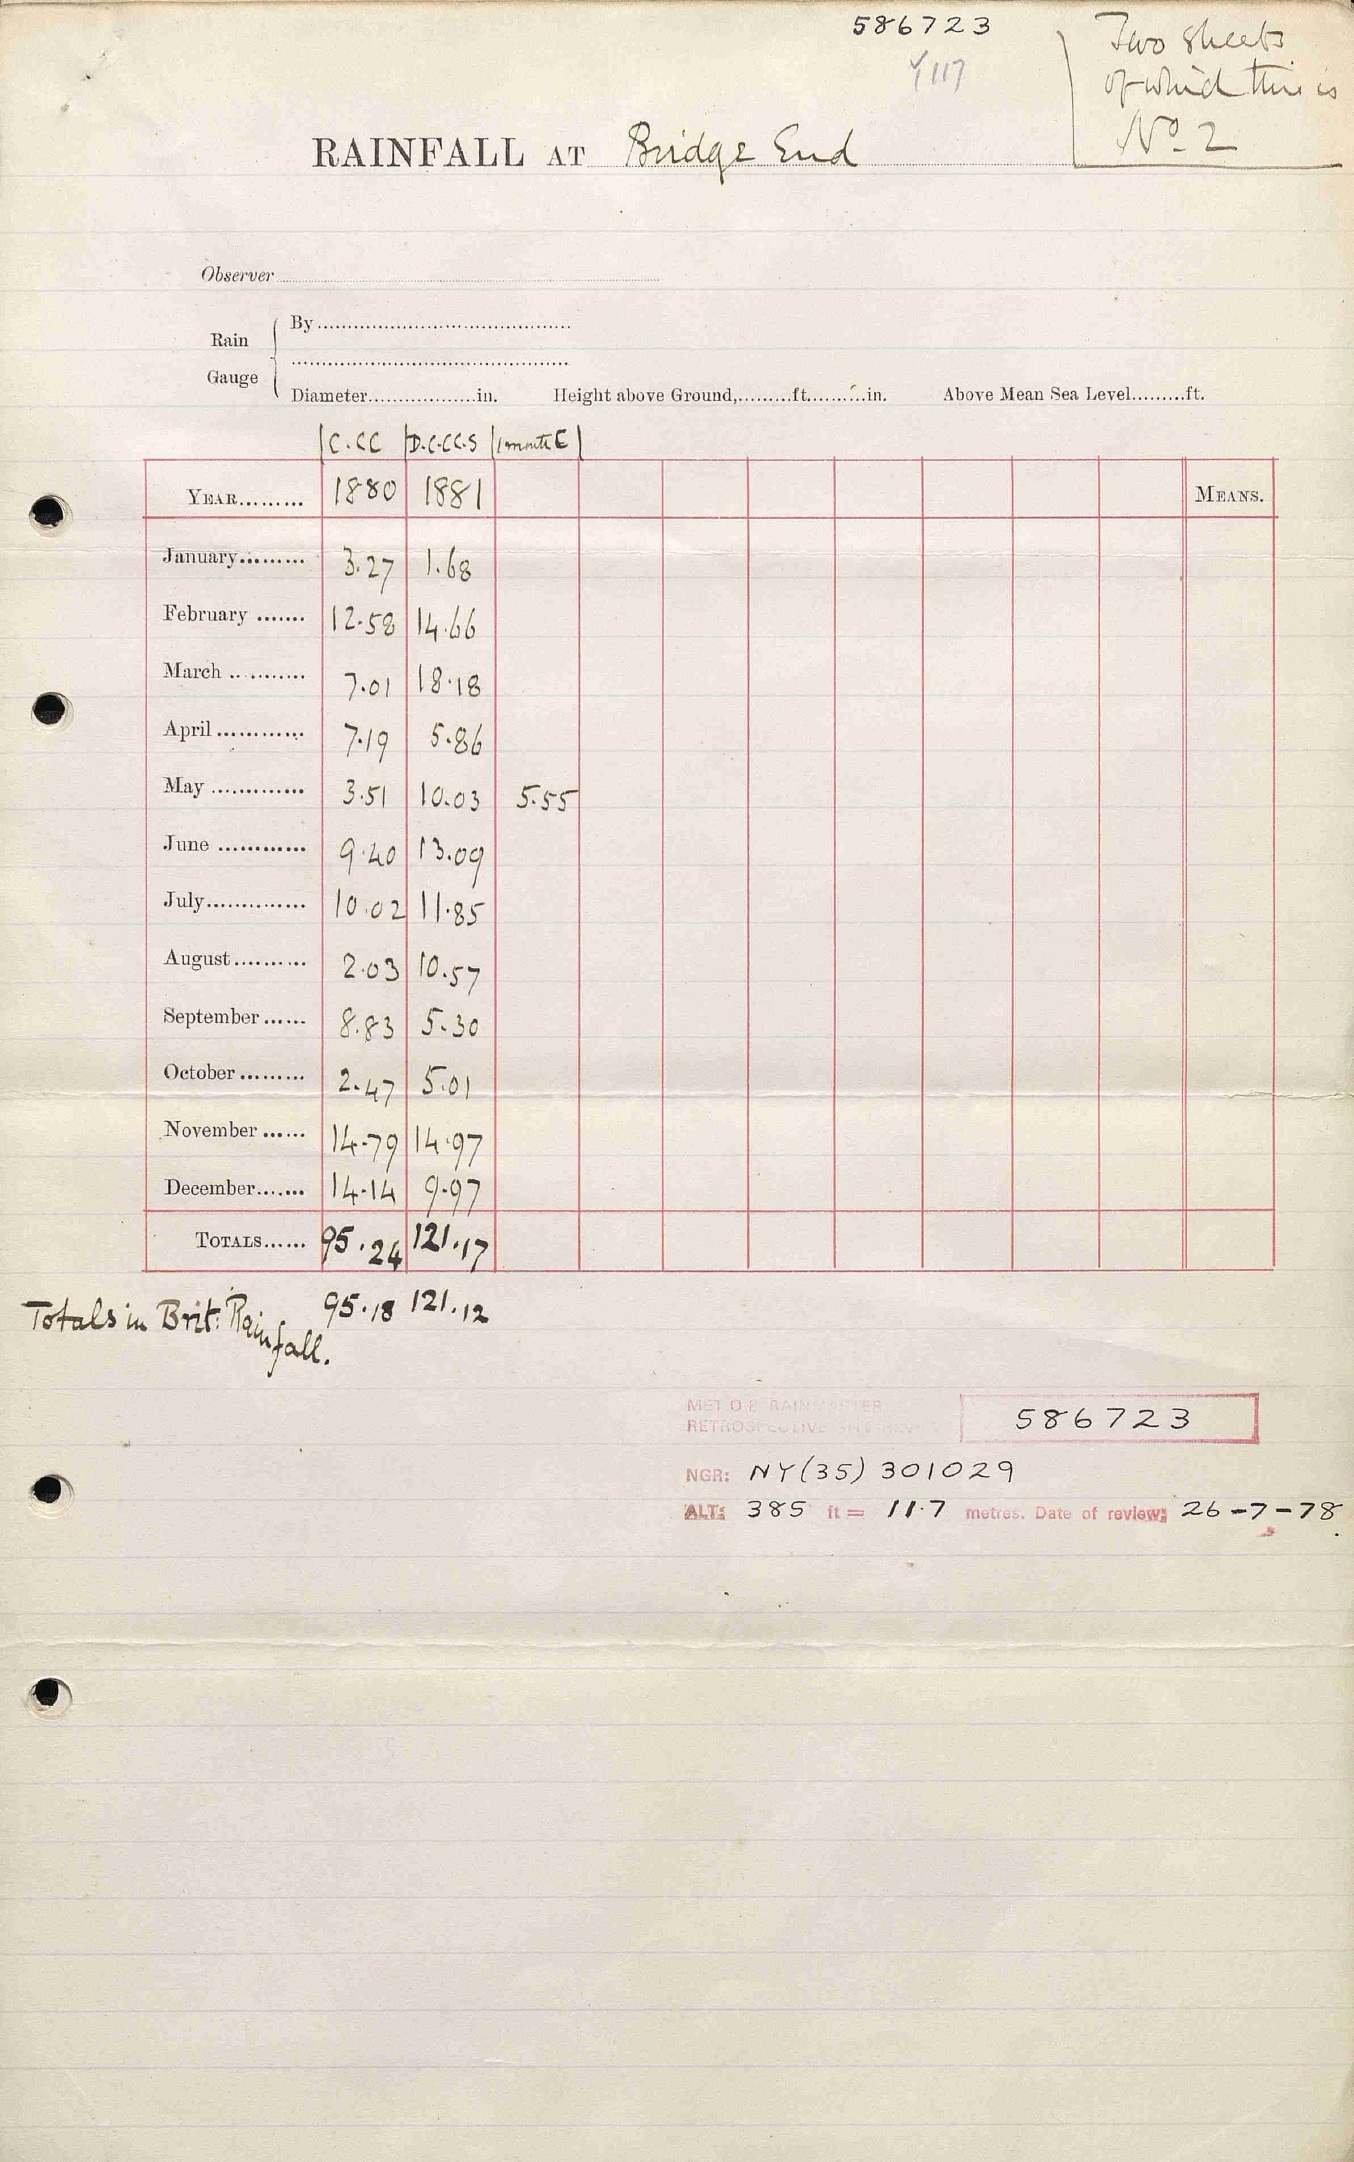 586723
Y117
Two sheets
of which this is
No 2
RAINFALL AT Bridge End
Observer
Rain Gauge
By
Diameter in. Height above Ground, ft. in. Above Mean Sea Level ft.
C.CC D.C.CC.S 1 month E
YEAR 1880 1881 MEANS.
January 3.27 1.68
February 12.58 14.66
March 7.01 18.18
April 7.19 5.86
May 3.51 10.03 5.55
June 9.40 13.09
July 10.02 11.85
August 2.03 10.57
September 8.83 5.30
October 2.47 5.01
November 14.79 14.97
December 14.14 9.97
TOTALS 95.24 121.17
Totals in Brit: Rainfall. 95.18 121.12
MET O 8 RAINMASTER
RETROSPECTIVE 586723
NGR: NY(35) 301029
ALT: 385 ft = 117 metres. Date of review: 26-7-78